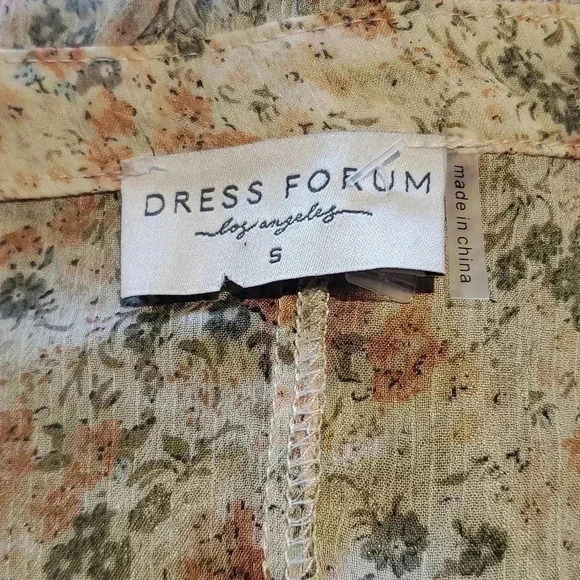 DRESS FORUM
los angeles
S
made in china